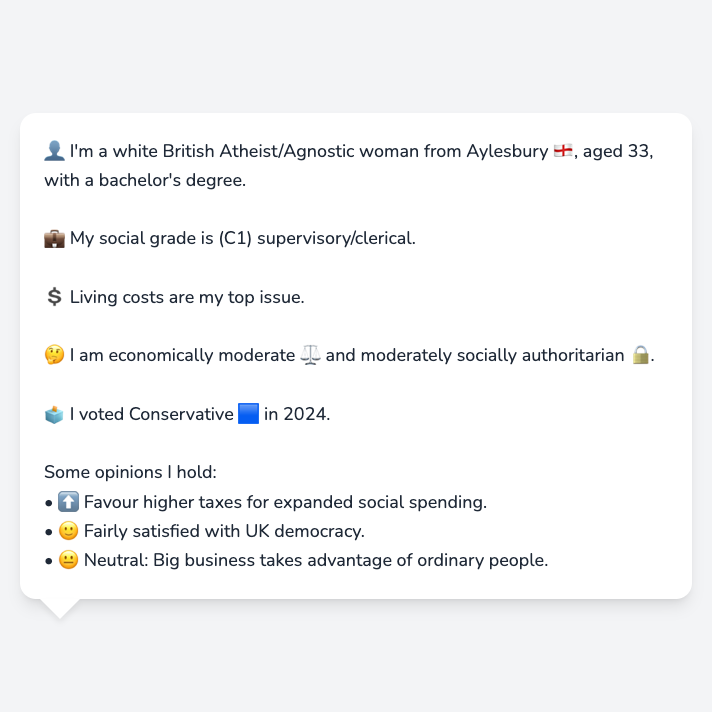 👤 I'm a white British Atheist/Agnostic woman from Aylesbury 🏴󠁧󠁢󠁥󠁮󠁧󠁿, aged 33,
with a bachelor's degree.
💼 My social grade is (C1) supervisory/clerical.
💲 Living costs are my top issue.
🤔 I am economically moderate ⚖️ and moderately socially authoritarian 🔒.
🗳️ I voted Conservative 🟦 in 2024.
Some opinions I hold:
• ⬆️ Favour higher taxes for expanded social spending.
• 🙂 Fairly satisfied with UK democracy.
• 😐 Neutral: Big business takes advantage of ordinary people.